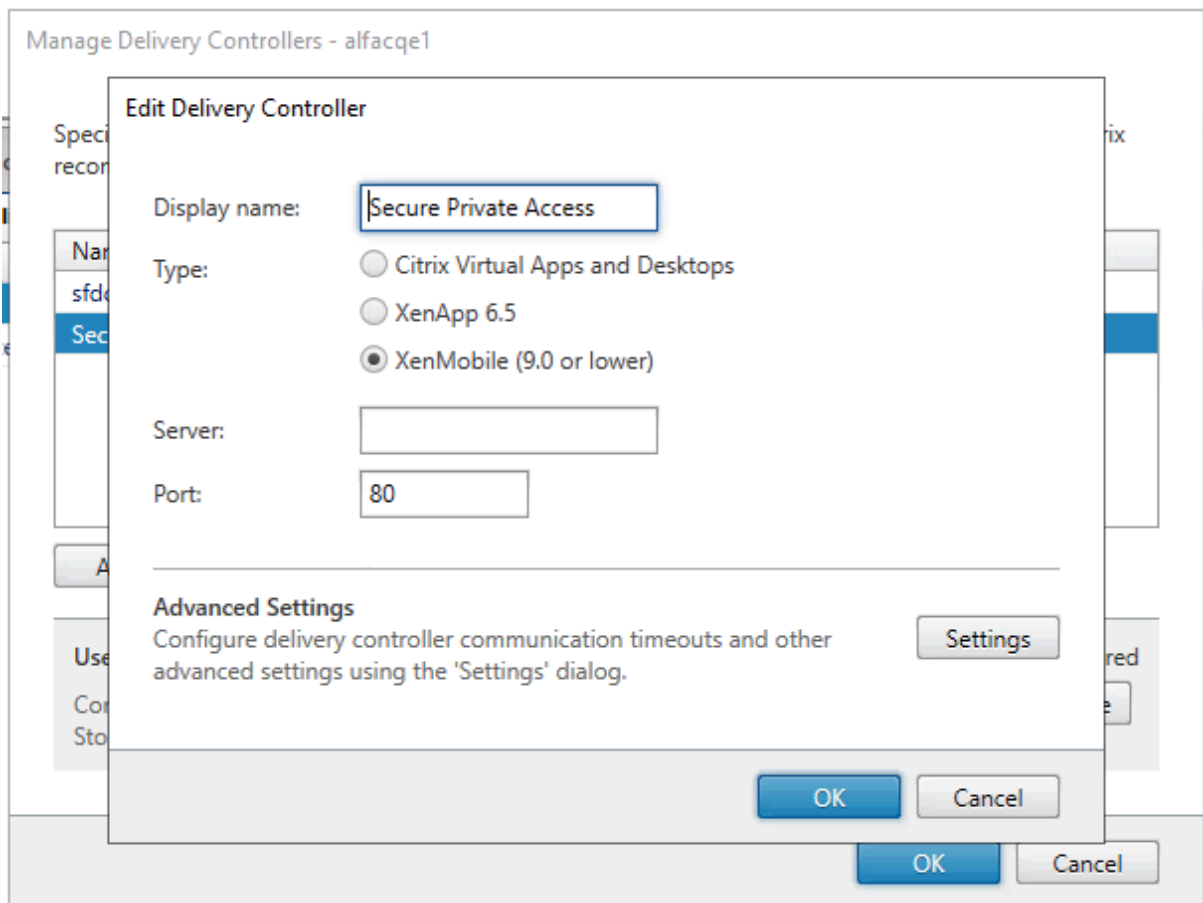 Manage Delivery Controllers - alfacqe1
Edit Delivery Controller
Display name:
Secure Private Access
Type:
Citrix Virtual Apps and Desktops
XenApp 6.5
XenMobile (9.0 or lower)
Server:
Port:
80
Advanced Settings
Configure delivery controller communication timeouts and other
advanced settings using the 'Settings' dialog.
Settings
OK
Cancel
OK
Cancel